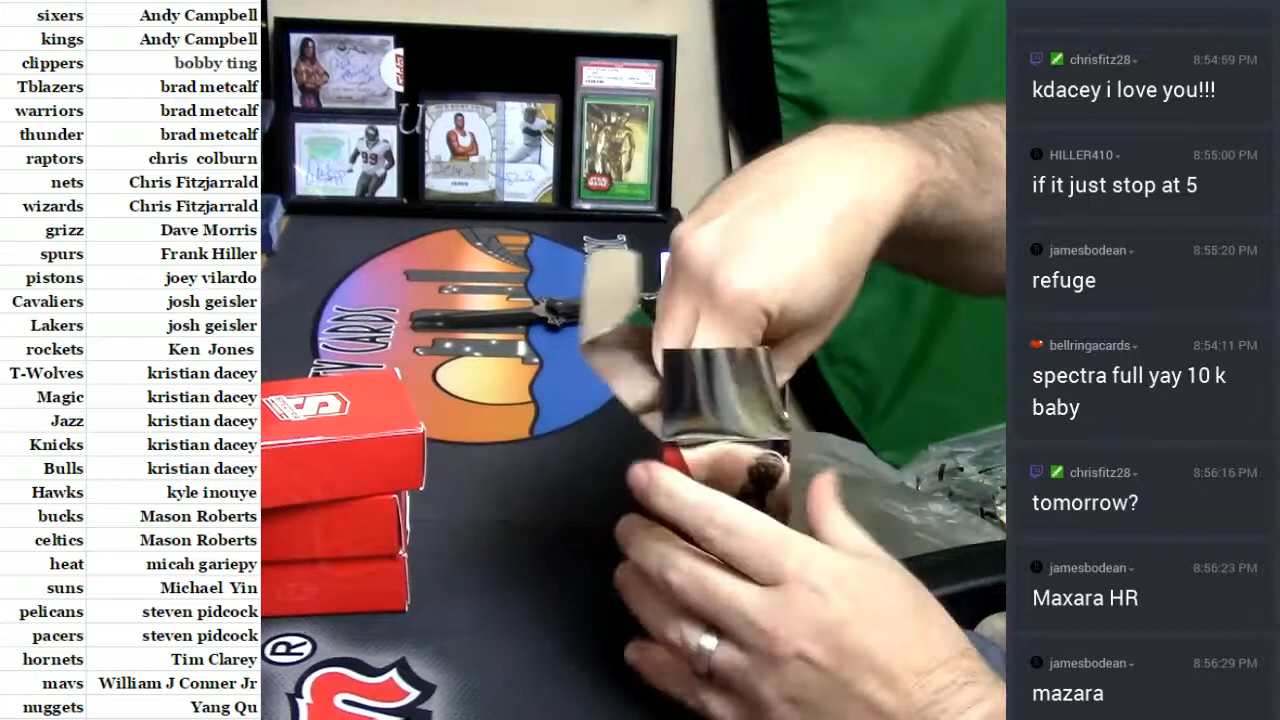 sixers Andy Campbell
kings Andy Campbell
clippers bobby ting
Tblazers brad metcalf
warriors brad metcalf
thunder brad metcalf
raptors chris colburn
nets Chris Fitzjarrald
wizards Chris Fitzjarrald
grizz Dave Morris
spurs Frank Hiller
pistons joey vilardo
Cavaliers josh geisler
Lakers josh geisler
rockets Ken Jones
T-Wolves kristian dacey
Magic kristian dacey
Jazz kristian dacey
Knicks kristian dacey
Bulls kristian dacey
Hawks kyle inouye
bucks Mason Roberts
celtics Mason Roberts
heat micah gariepy
suns Michael Yin
pelicans steven pidcock
pacers steven pidcock
hornets Tim Clarey
mavs William J Conner Jr
nuggets Yang Qu
U
99
STAR WARS
TY CARDS
®
chrisfitz28 8:54:59 PM
kdacey i love you!!!
HILLER410 8:55:00 PM
if it just stop at 5
jamesbodean 8:55:20 PM
refuge
bellringacards 8:54:11 PM
spectra full yay 10 k
baby
chrisfitz28 8:56:16 PM
tomorrow?
jamesbodean 8:56:23 PM
Maxara HR
jamesbodean 8:56:29 PM
mazara